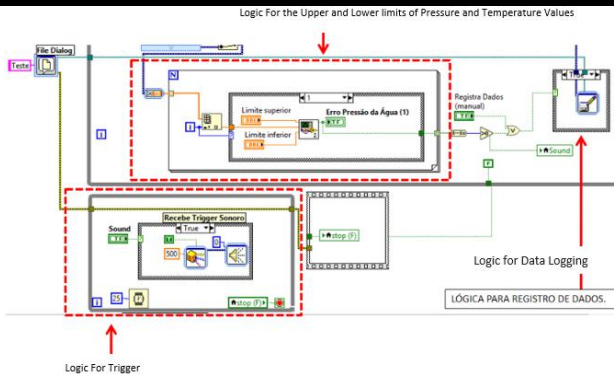 Logic For the Upper and Lower limits of Pressure and Temperature Values
File Dialog
Teste
N
1
Limite superior
Erro Pressão da Água (1)
Limite inferior
i
i
Registra Dados
(manual)
True
Sound
F
Recebe Trigger Sonoro
Sound
True
500
0
25
i
stop (F)
stop (F)
Logic for Data Logging
LÓGICA PARA REGISTRO DE DADOS.
Logic For Trigger